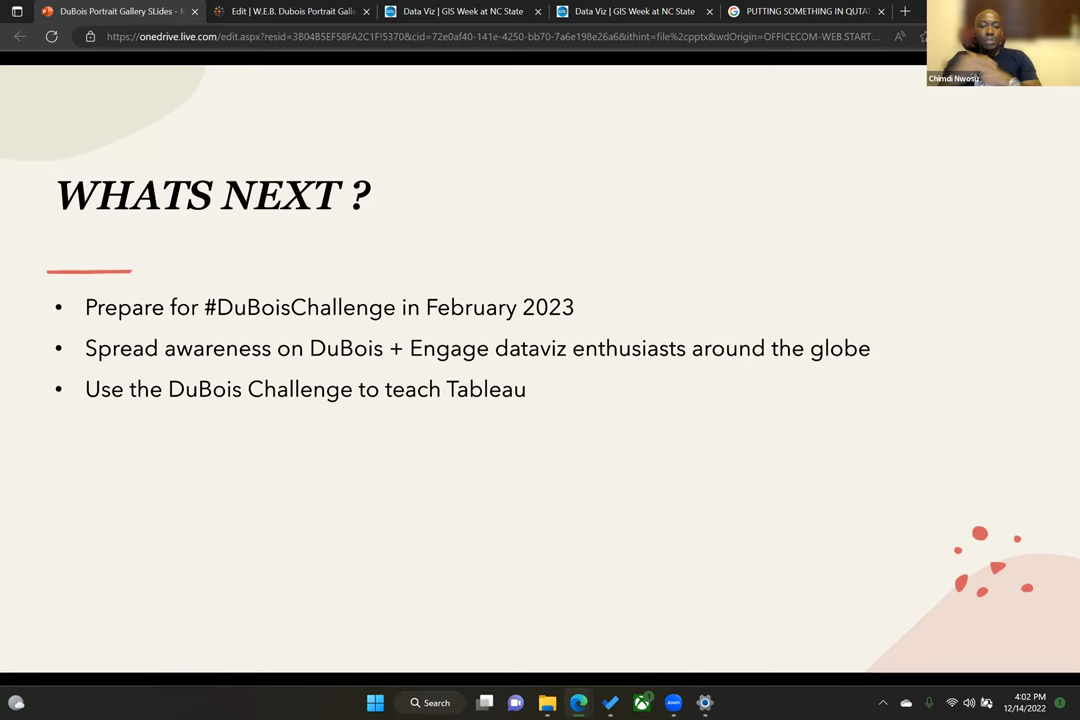 DuBois Portrait Gallery SLides - M
Edit | W.E.B. Dubois Portrait Galle
Data Viz | GIS Week at NC State
Data Viz | GIS Week at NC State
PUTTING SOMETHING IN QUTAT
https://onedrive.live.com/edit.aspx?resid=3B04B5EF58FA2C1F!5370&cid=72e0af40-141e-4250-bb70-7a6e198e26a6&ithint=file%2cpptx&wdOrigin=OFFICECOM-WEB.START....
Chimdi Nwosu
WHATS NEXT ?
• Prepare for #DuBoisChallenge in February 2023
• Spread awareness on DuBois + Engage dataviz enthusiasts around the globe
• Use the DuBois Challenge to teach Tableau
Search
zoom
4:02 PM
12/14/2022